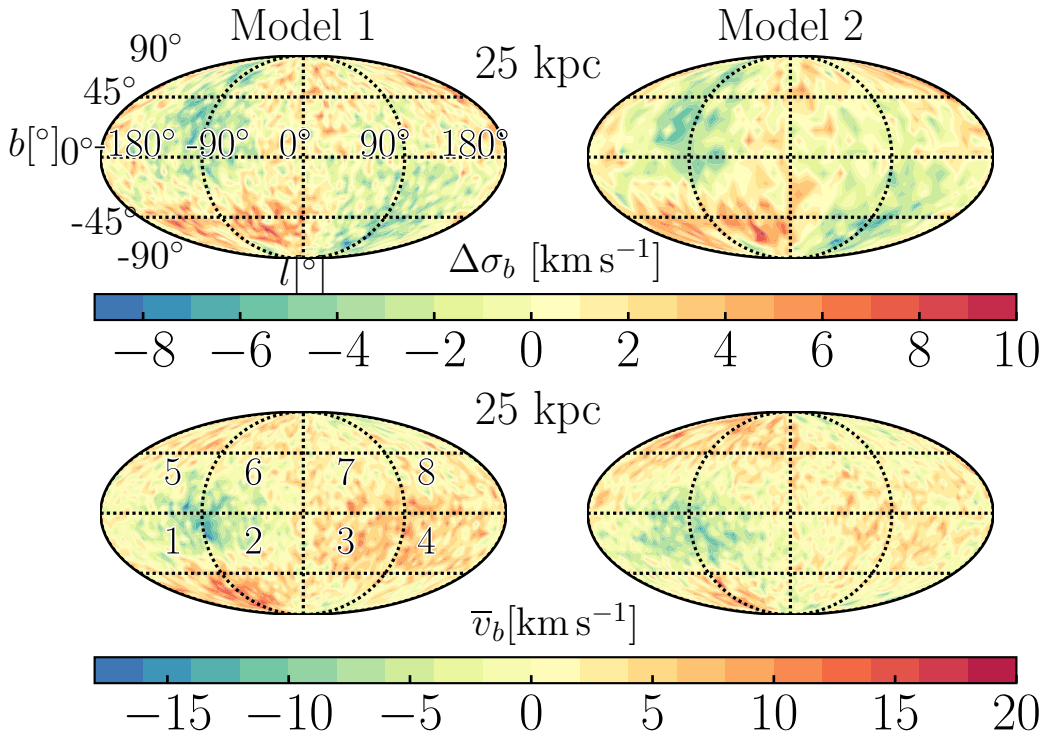 Model 1 Model 2
90° 25 kpc
45°
b[°] 0° -180° -90° 0° 90° 180°
-45°
-90°
l[°] Δσ_b [km s⁻¹]
−8 −6 −4 −2 0 2 4 6 8 10
25 kpc
5 6 7 8
1 2 3 4
v̅_b[km s⁻¹]
−15 −10 −5 0 5 10 15 20